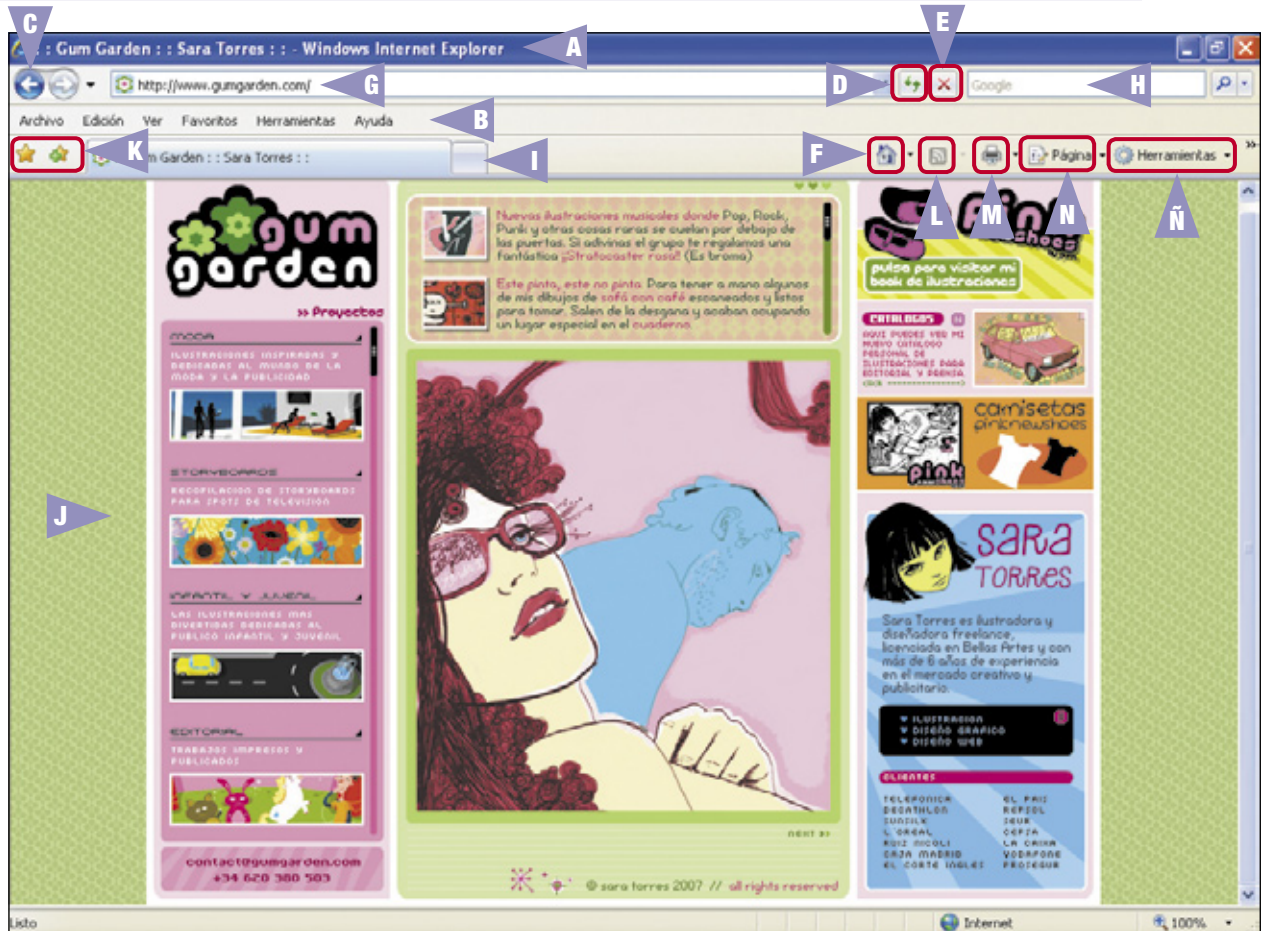 C
E
: : Gum Garden : : Sara Torres : : - Windows Internet Explorer
A
http://www.gumgarden.com/
G
D
Google
H
Archivo Edición Ver Favoritos Herramientas Ayuda
B
K
Gum Garden : : Sara Torres : :
I
F
Página
Herramientas
L
M
N
Ñ
gum
garden
>> Proyectos
MODA
ILUSTRACIONES INSPIRADAS Y
DEDICADAS AL MUNDO DE LA
MODA Y LA PUBLICIDAD
STORYBOARDS
RECOPILACION DE STORYBOARDS
PARA SPOTS DE TELEVISION
J
INFANTIL Y JUVENIL
LAS ILUSTRACIONES MAS
DIVERTIDAS DEDICADAS AL
PUBLICO INFANTIL Y JUVENIL
EDITORIAL
TRABAJOS IMPRESOS Y
PUBLICADOS
contact@gumgarden.com
+34 620 380 503
Nuevas ilustraciones musicales donde Pop, Rock,
Punk y otras cosas raras se cuelan por debajo de
las puertas. Si adivinas el grupo te regalamos una
fantástica ¡Stratocaster rosa!! (Es broma)
Este pinta, este no pinta. Para tener a mano algunos
de mis dibujos de sofá con café escaneados y listos
para tomar. Salen de la desgana y acaban ocupando
un lugar especial en el cuaderno.
NEXT >>
© sara torres 2007 // all rights reserved
pink
shoes
pulsa para visitar mi
book de ilustraciones
CATALOGOS
AQUI PUEDES VER MI
NUEVO CATALOGO
PERSONAL DE
ILUSTRACIONES PARA
EDITORIAL Y PRENSA.
click
camisetas
pinknewshoes
pink
SARA
TORRES
Sara Torres es ilustradora y
diseñadora freelance,
licenciada en Bellas Artes y con
más de 6 años de experiencia
en el mercado creativo y
publicitario.
♥ ILUSTRACION
♥ DISEÑO GRAFICO
♥ DISEÑO WEB
CLIENTES
TELEFONICA EL PAIS
DECATHLON REPSOL
SUNSILK SEUR
L´OREAL CEPSA
RUIZ NICOLI LA CAIXA
CAJA MADRID VODAFONE
EL CORTE INGLES PROSEGUR
Listo
Internet
100%